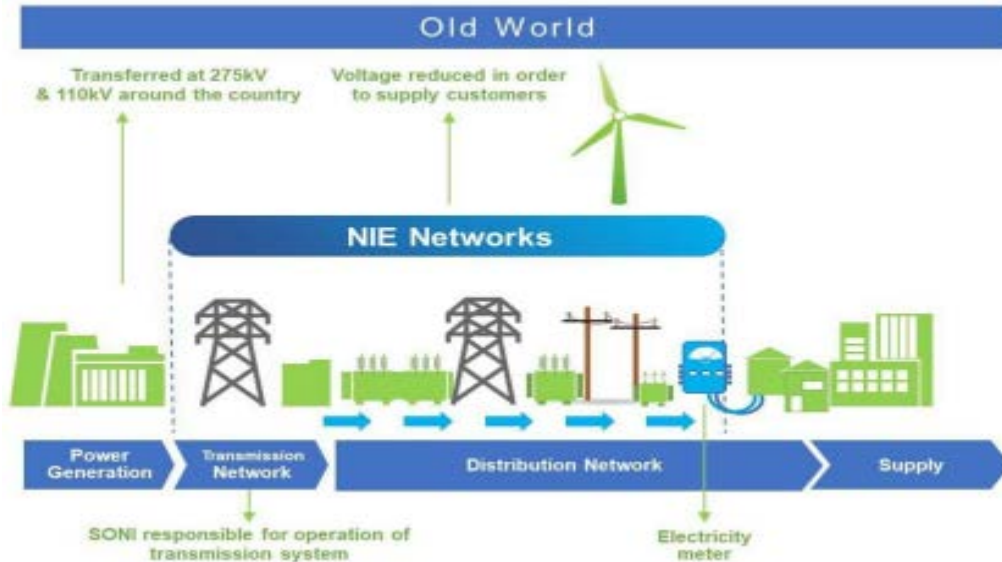 Old World
Transferred at 275kV
& 110kV around the country
Voltage reduced in order
to supply customers
NIE Networks
Power
Generation
Transmission
Network
Distribution Network
Supply
SONI responsible for operation of
transmission system
Electricity
meter